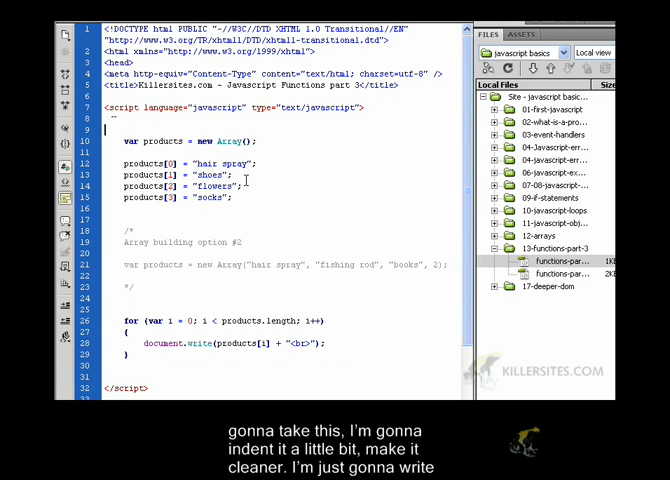 1 <!DOCTYPE html PUBLIC "-//W3C//DTD XHTML 1.0 Transitional//EN"
"http://www.w3.org/TR/xhtml1/DTD/xhtml1-transitional.dtd">
2 <html xmlns="http://www.w3.org/1999/xhtml">
3 <head>
4 <meta http-equiv="Content-Type" content="text/html; charset=utf-8" />
5 <title>Killersites.com - Javascript Functions part 3</title>
6
7 <script language="javascript" type="text/javascript">
8
9
10 var products = new Array();
11
12 products[0] = "hair spray";
13 products[1] = "shoes";
14 products[2] = "flowers";
15 products[3] = "socks";
16
17
18 /*
19 Array building option #2
20
21 var products = new Array("hair spray", "fishing rod", "books", 2);
22
23 */
24
25
26 for (var i = 0; i < products.length; i++)
27 {
28 document.write(products[i] + "<br>");
29 }
30
31
32 </script>
FILES ASSETS
javascript basics Local view
Local Files
Site - javascript basic...
01-first-javascript
02-what-is-a-pro...
03-event-handlers
04-Javascript-err...
04-javascript-err...
06-javascript-ex...
07-08-javascript-...
09-if-statements
10-javascript-loops
11-javascript-ow...
12-arrays
13-functions-part-3
functions-par... 1K
functions-par... 2K
17-deeper-dom
KILLERSITES.COM
gonna take this, I'm gonna
indent it a little bit, make it
cleaner. I'm just gonna write